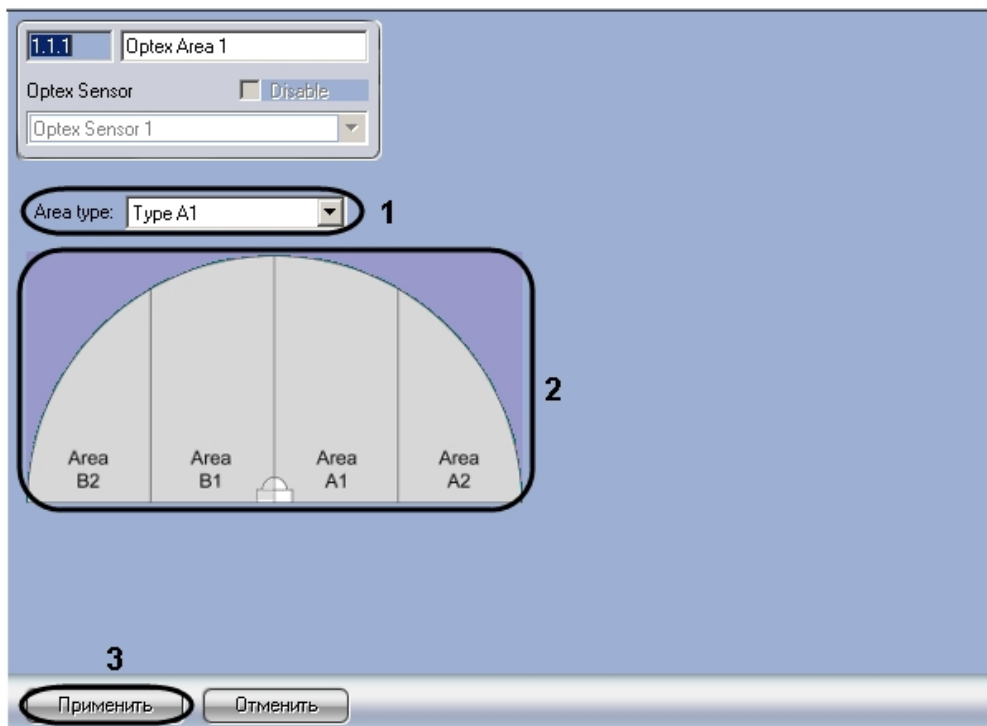 1.1.1 Optex Area 1
Optex Sensor Disable
Optex Sensor 1
Area type: Type A1 1
2
Area B2
Area B1
Area A1
Area A2
3
Применить Отменить